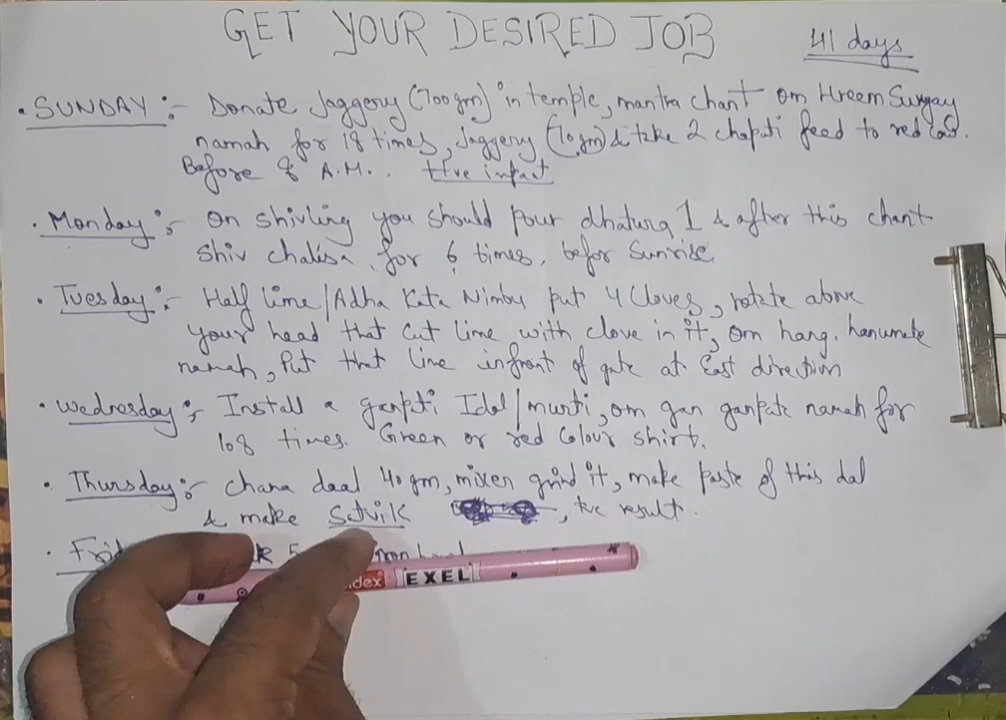 GET YOUR DESIRED JOB
41 days
• SUNDAY :- Donate Jaggery (700gm) in temple, mantra chant om Hreem Suryay
namah for 18 times, Jaggery (10gm) & take 2 chapati feed to red cow.
Before 8 A.M.. +tve impact
• Monday :- On shivling you should pour dhatura 1 & after this chant
Shiv chalisa for 6 times, befor Sunrise
• Tuesday :- Half lime/Adha Kata Nimbu put 4 Cloves, rotate above
your head that cut lime with clove in it, om hang. hanumate
namah, Put that lime infront of gate at East direction
• Wednesday :- Install a ganpati Idol/murti, om gan ganpate namah for
108 times. Green or red Colour shirt.
• Thursday :- chana daal 40 gm, mixer grind it, make paste of this dal
& make Satvik , tve result.
• Frid
dex EXEL